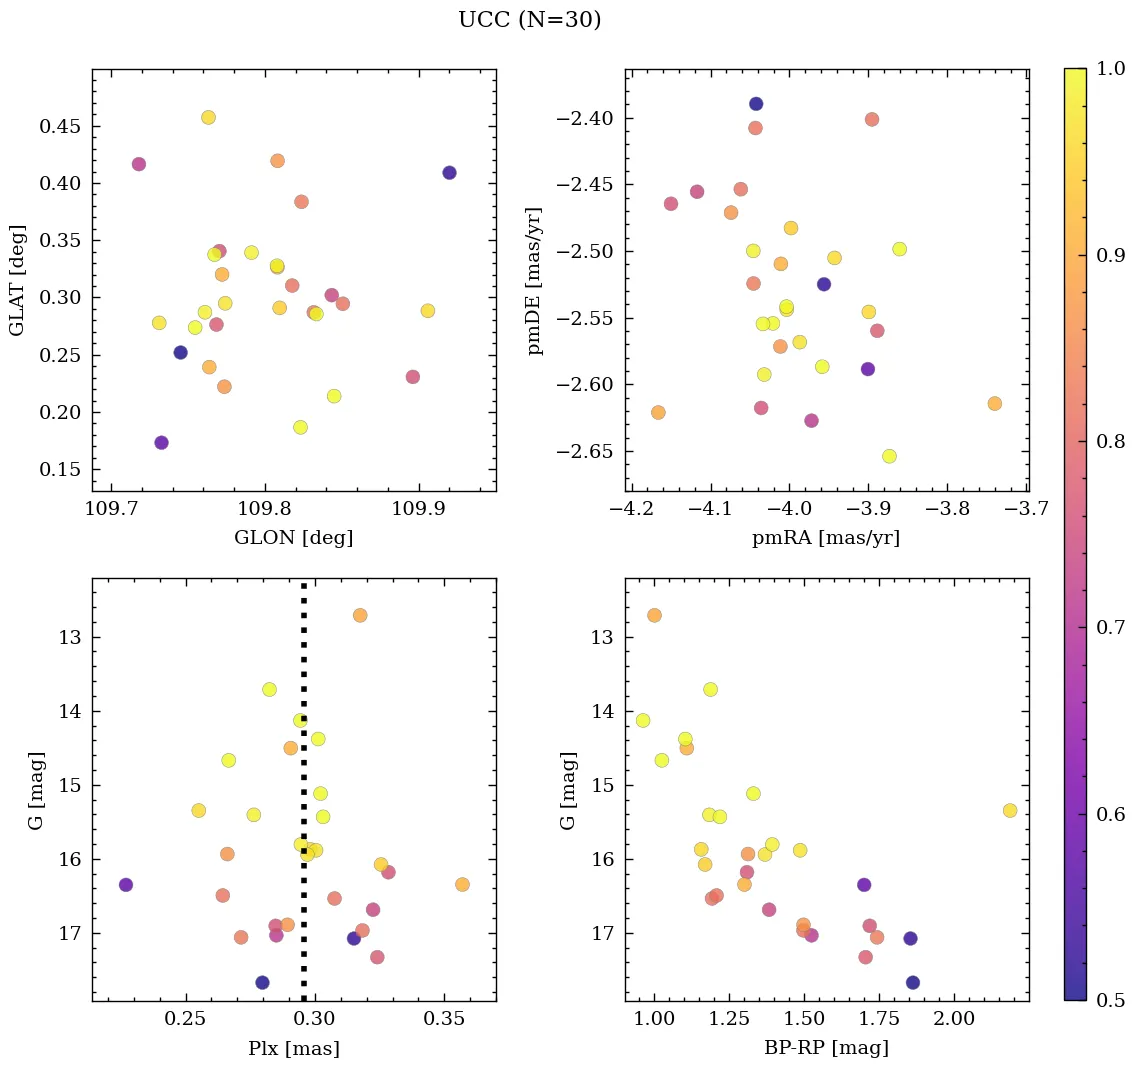 UCC (N=30)
0.45
0.40
0.35
0.30
0.25
0.20
0.15
GLAT [deg]
109.7 109.8 109.9
GLON [deg]
−2.40
−2.45
−2.50
−2.55
−2.60
−2.65
pmDE [mas/yr]
−4.2 −4.1 −4.0 −3.9 −3.8 −3.7
pmRA [mas/yr]
13
14
15
16
17
G [mag]
0.25 0.30 0.35
Plx [mas]
13
14
15
16
17
G [mag]
1.00 1.25 1.50 1.75 2.00
BP-RP [mag]
1.0
0.9
0.8
0.7
0.6
0.5